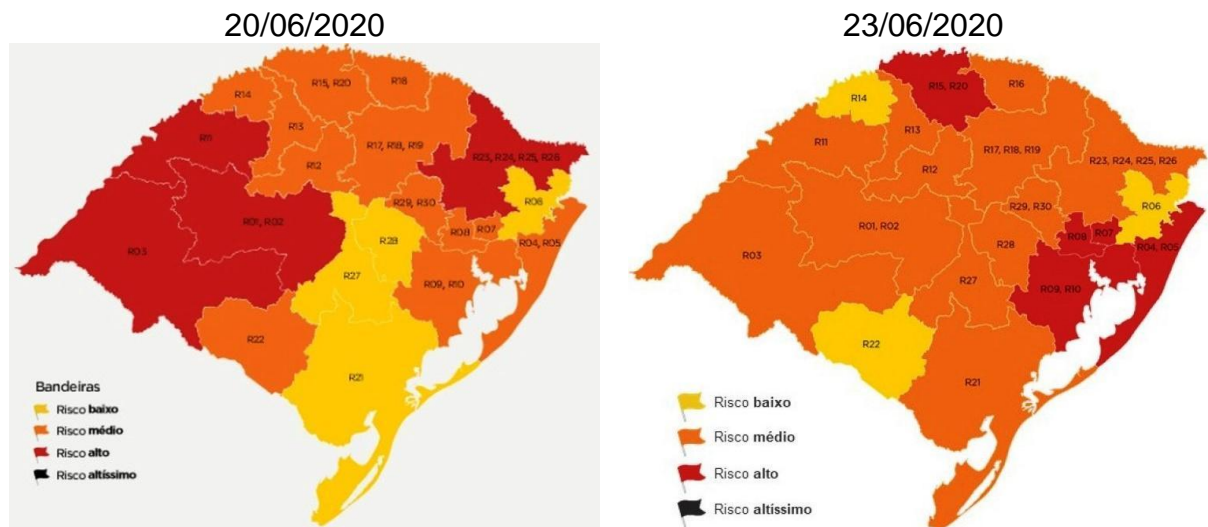 20/06/2020
R15, R20
R18
R14
R13
R11
R17, R18, R19
R12
R23, R24, R25, R26
R29, R30
R08
R01, R02
R28
R08
R07
R04, R05
R03
R27
R09, R10
R22
R21
Bandeiras
Risco baixo
Risco médio
Risco alto
Risco altíssimo
23/06/2020
R15, R20
R16
R14
R13
R11
R17, R18, R19
R12
R23, R24, R25, R26
R29, R30
R06
R01, R02
R28
R08
R07
R04, R05
R03
R27
R09, R10
R22
R21
Risco baixo
Risco médio
Risco alto
Risco altíssimo